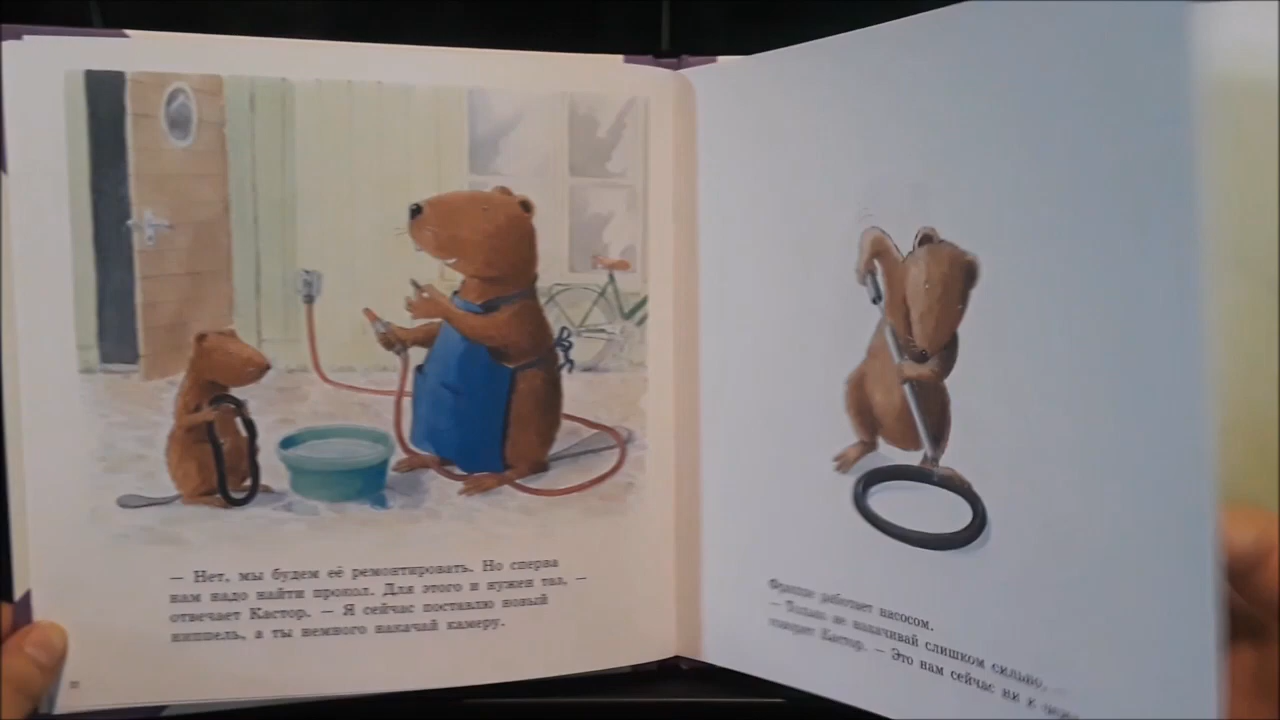 — Нет, мы будем её ремонтировать. Но сперва
нам надо найти прокол. Для этого и нужен таз, —
отвечает Кастор. — Я сейчас поставлю новый
ниппель, а ты немного накачай камеру.
Фрипп работает насосом.
— Только не накачивай слишком сильно, —
говорит Кастор. — Это нам сейчас ни к